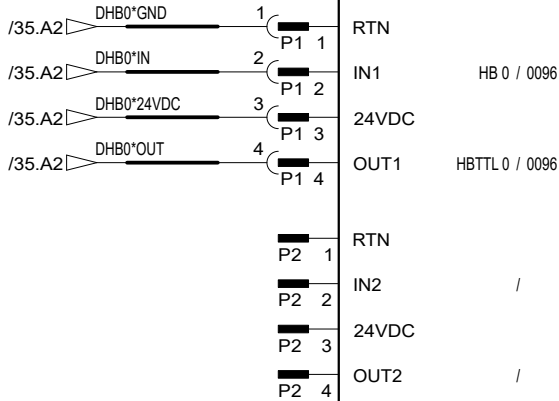 DHB0*GND 1
/35.A2 P1 1 RTN
DHB0*IN 2
/35.A2 P1 2 IN1 HB 0 / 0096
DHB0*24VDC 3
/35.A2 P1 3 24VDC
DHB0*OUT 4
/35.A2 P1 4 OUT1 HBTTL 0 / 0096
P2 1 RTN
P2 2 IN2 /
P2 3 24VDC
P2 4 OUT2 /